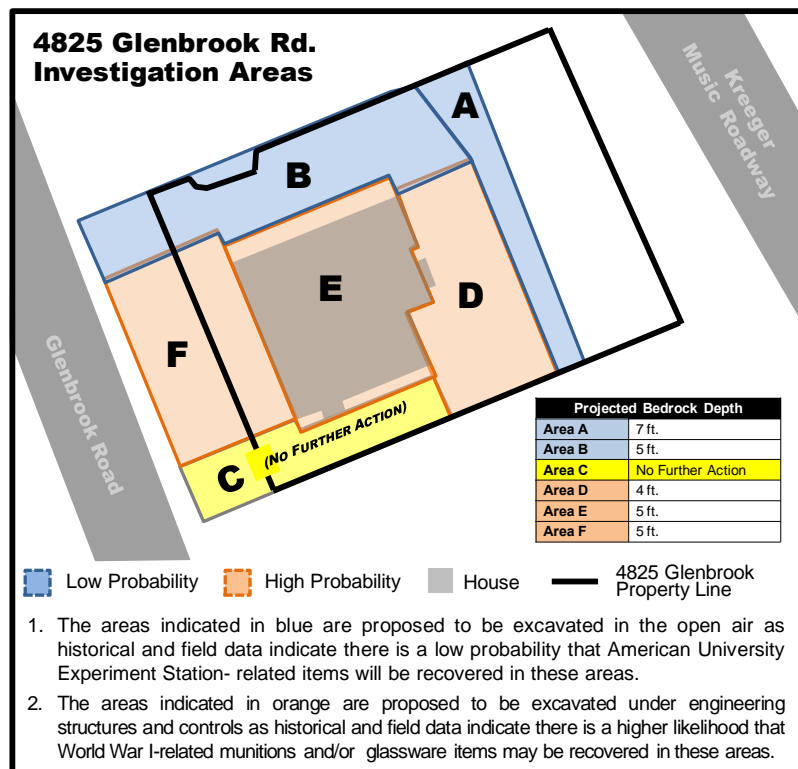 4825 Glenbrook Rd.
Investigation Areas
Kreeger
Music Roadway
A
B
E
D
F
Glenbrook Road
C
(NO FURTHER ACTION)
Projected Bedrock Depth
Area A 7 ft.
Area B 5 ft.
Area C No Further Action
Area D 4 ft.
Area E 5 ft.
Area F 5 ft.
Low Probability
High Probability
House
4825 Glenbrook
Property Line
1. The areas indicated in blue are proposed to be excavated in the open air as
historical and field data indicate there is a low probability that American University
Experiment Station- related items will be recovered in these areas.
2. The areas indicated in orange are proposed to be excavated under engineering
structures and controls as historical and field data indicate there is a higher likelihood that
World War I-related munitions and/or glassware items may be recovered in these areas.